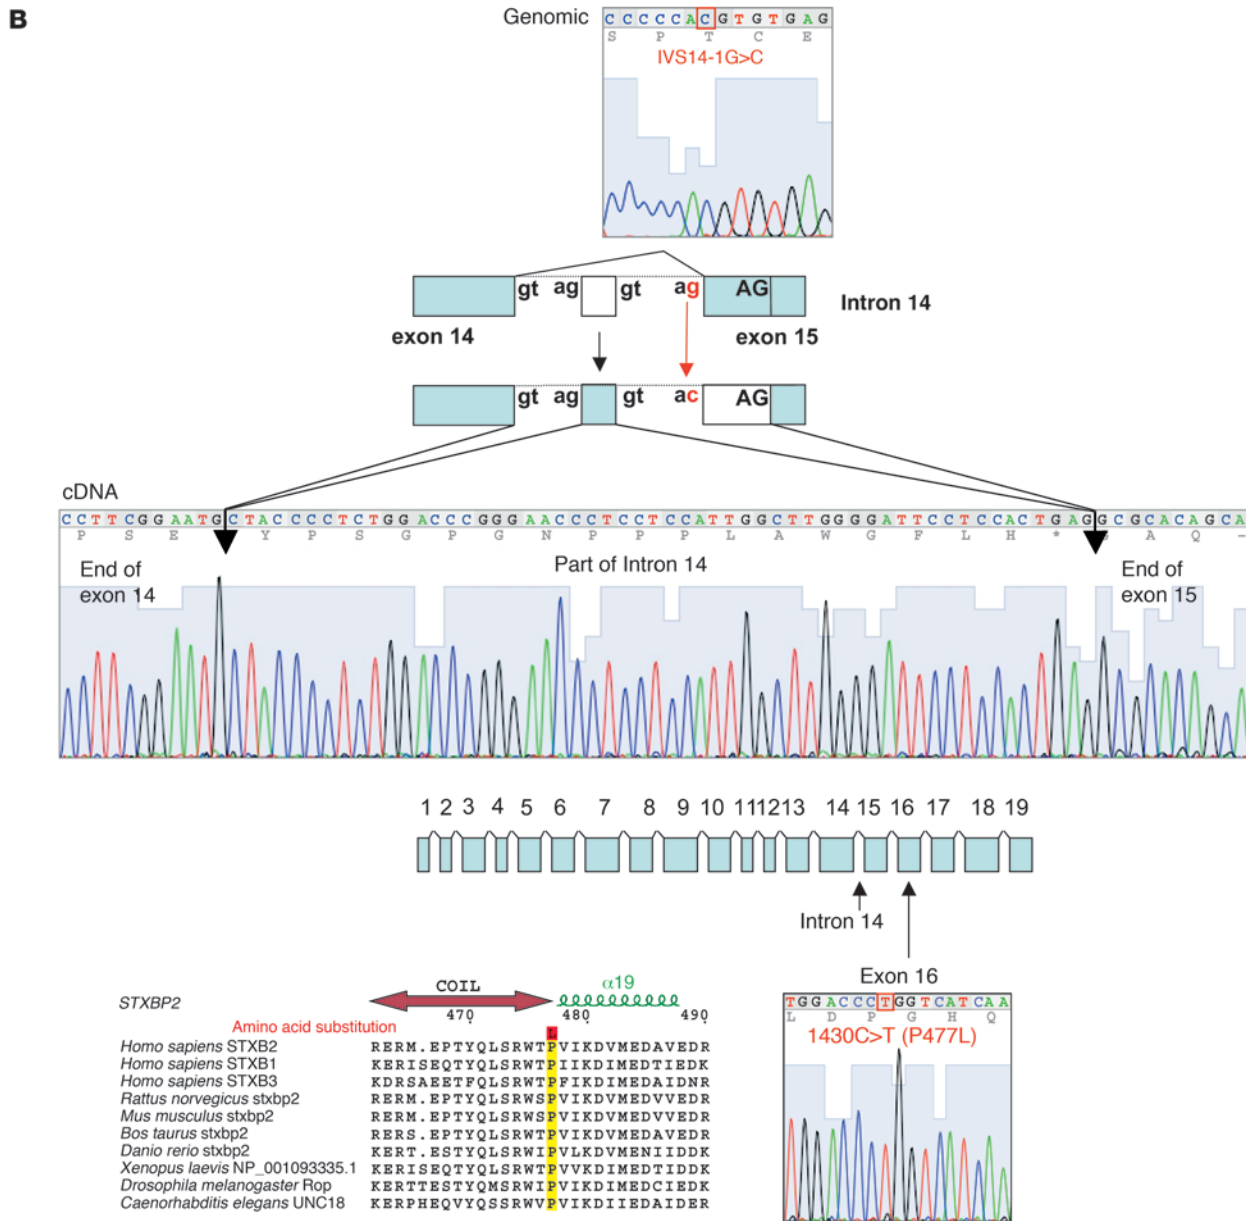 B
Genomic
C C C C C A C G T G T G A G
S P T C E
IVS14-1G>C
gt ag gt ag AG
exon 14 exon 15 Intron 14
gt ag gt ac AG
cDNA
C C T T C G G A A T G C T A C C C C T C T G G A C C C G G G A A C C C T C C T C C A T T G G C T T G G G G A T T C C T C C A C T G A G G C G C A C A G C A
P S E Y P S G P G N P P P L A W G F L H * A Q -
End of
exon 14
Part of Intron 14
End of
exon 15
1 2 3 4 5 6 7 8 9 10 11 12 13 14 15 16 17 18 19
Intron 14
Exon 16
T G G A C C C T G G T C A T C A A
L D P G H Q
1430C>T (P477L)
STXBP2
COIL α19
470 480 490
Amino acid substitution L
Homo sapiens STXB2 RERM.EPTYQLSRWTPVIKDVMEDAVEDR
Homo sapiens STXB1 KERISEQTYQLSRWTPIIKDIMEDTIEDK
Homo sapiens STXB3 KDRSAEETFQLSRWTPFIKDIMEDAIDNR
Rattus norvegicus stxbp2 RERM.EPTYQLSRWSPVIKDVMEDVVEDR
Mus musculus stxbp2 RERM.EPTYQLSRWSPVIKDVMEDVVEDR
Bos taurus stxbp2 RERS.EPTYQLSRWTPVIKDVMEDAVEDR
Danio rerio stxbp2 KERT.ESTYQLSRWIPVLKDVMENIIDDK
Xenopus laevis NP_001093335.1 KERISEQTYQLSRWTPVVKDIMEDTIDDK
Drosophila melanogaster Rop KERTTESTYQMSRWIPVIKDIMEDCIEDK
Caenorhabditis elegans UNC18 KERPHEQVYQSSRWVPVIKDIIEDAIDER